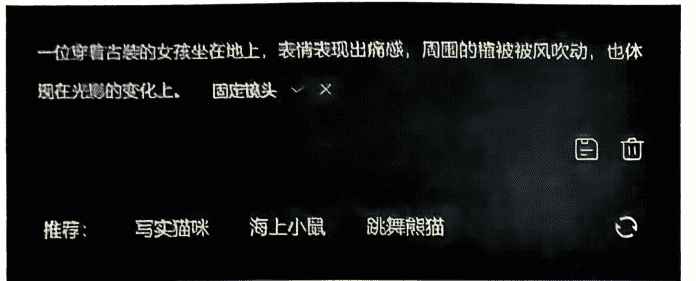 一位穿着古装的女孩坐在地上，表情表现出痛感，周围的植被被风吹动，也体
现在光影的变化上。 固定镜头
推荐： 写实猫咪 海上小鼠 跳舞熊猫